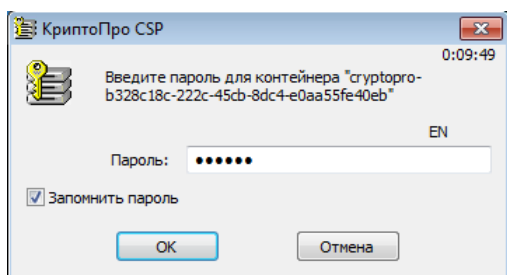 КриптоПро CSP
0:09:49
Введите пароль для контейнера "cryptopro-
b328c18c-222c-45cb-8dc4-e0aa55fe40eb"
EN
Пароль: ••••••
Запомнить пароль
ОК Отмена